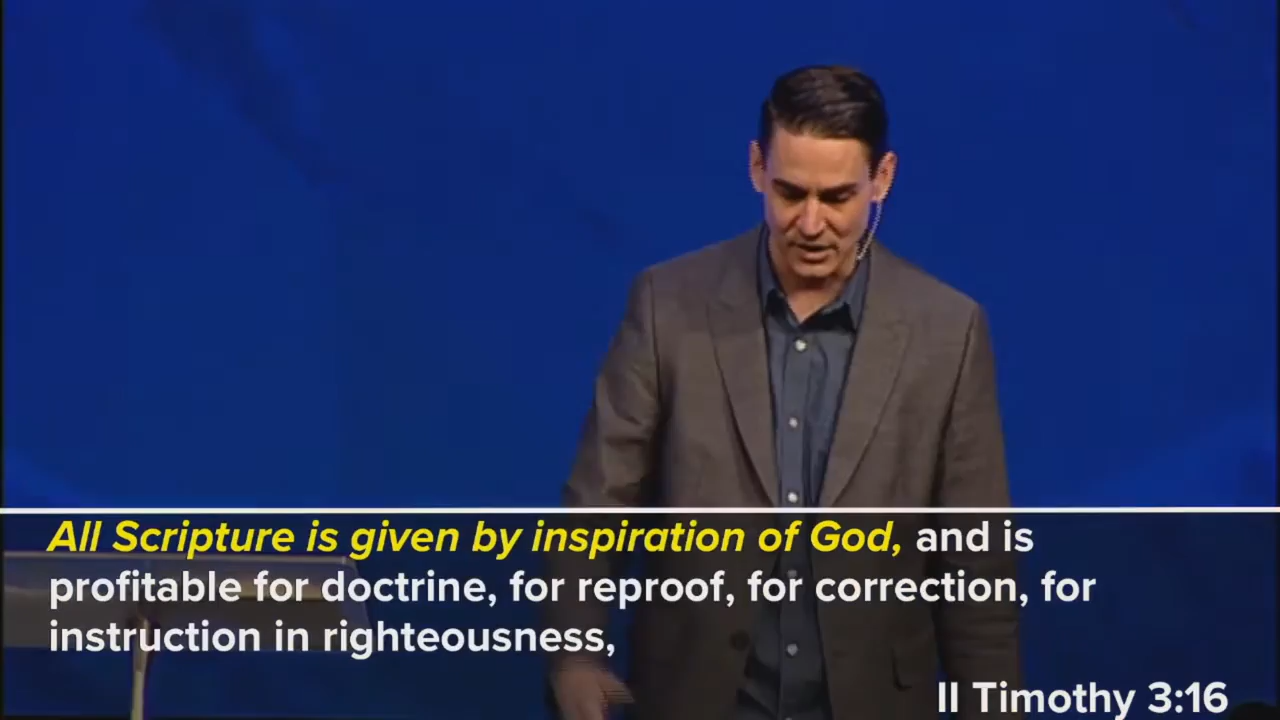 All Scripture is given by inspiration of God, and is
profitable for doctrine, for reproof, for correction, for
instruction in righteousness,
II Timothy 3:16